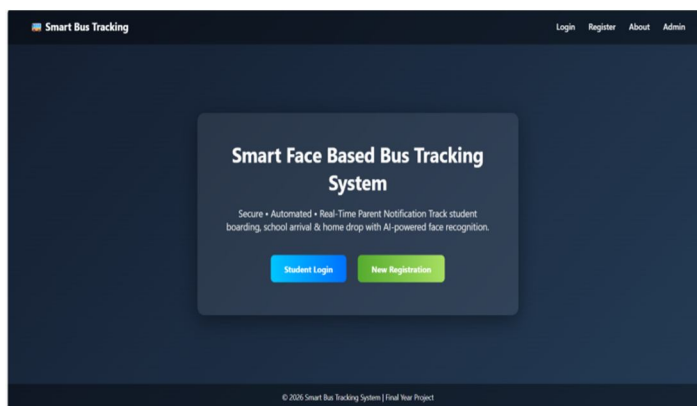 Smart Bus Tracking
Login Register About Admin
Smart Face Based Bus Tracking
System
Secure • Automated • Real-Time Parent Notification Track student
boarding, school arrival & home drop with AI-powered face recognition.
Student Login New Registration
© 2026 Smart Bus Tracking System | Final Year Project